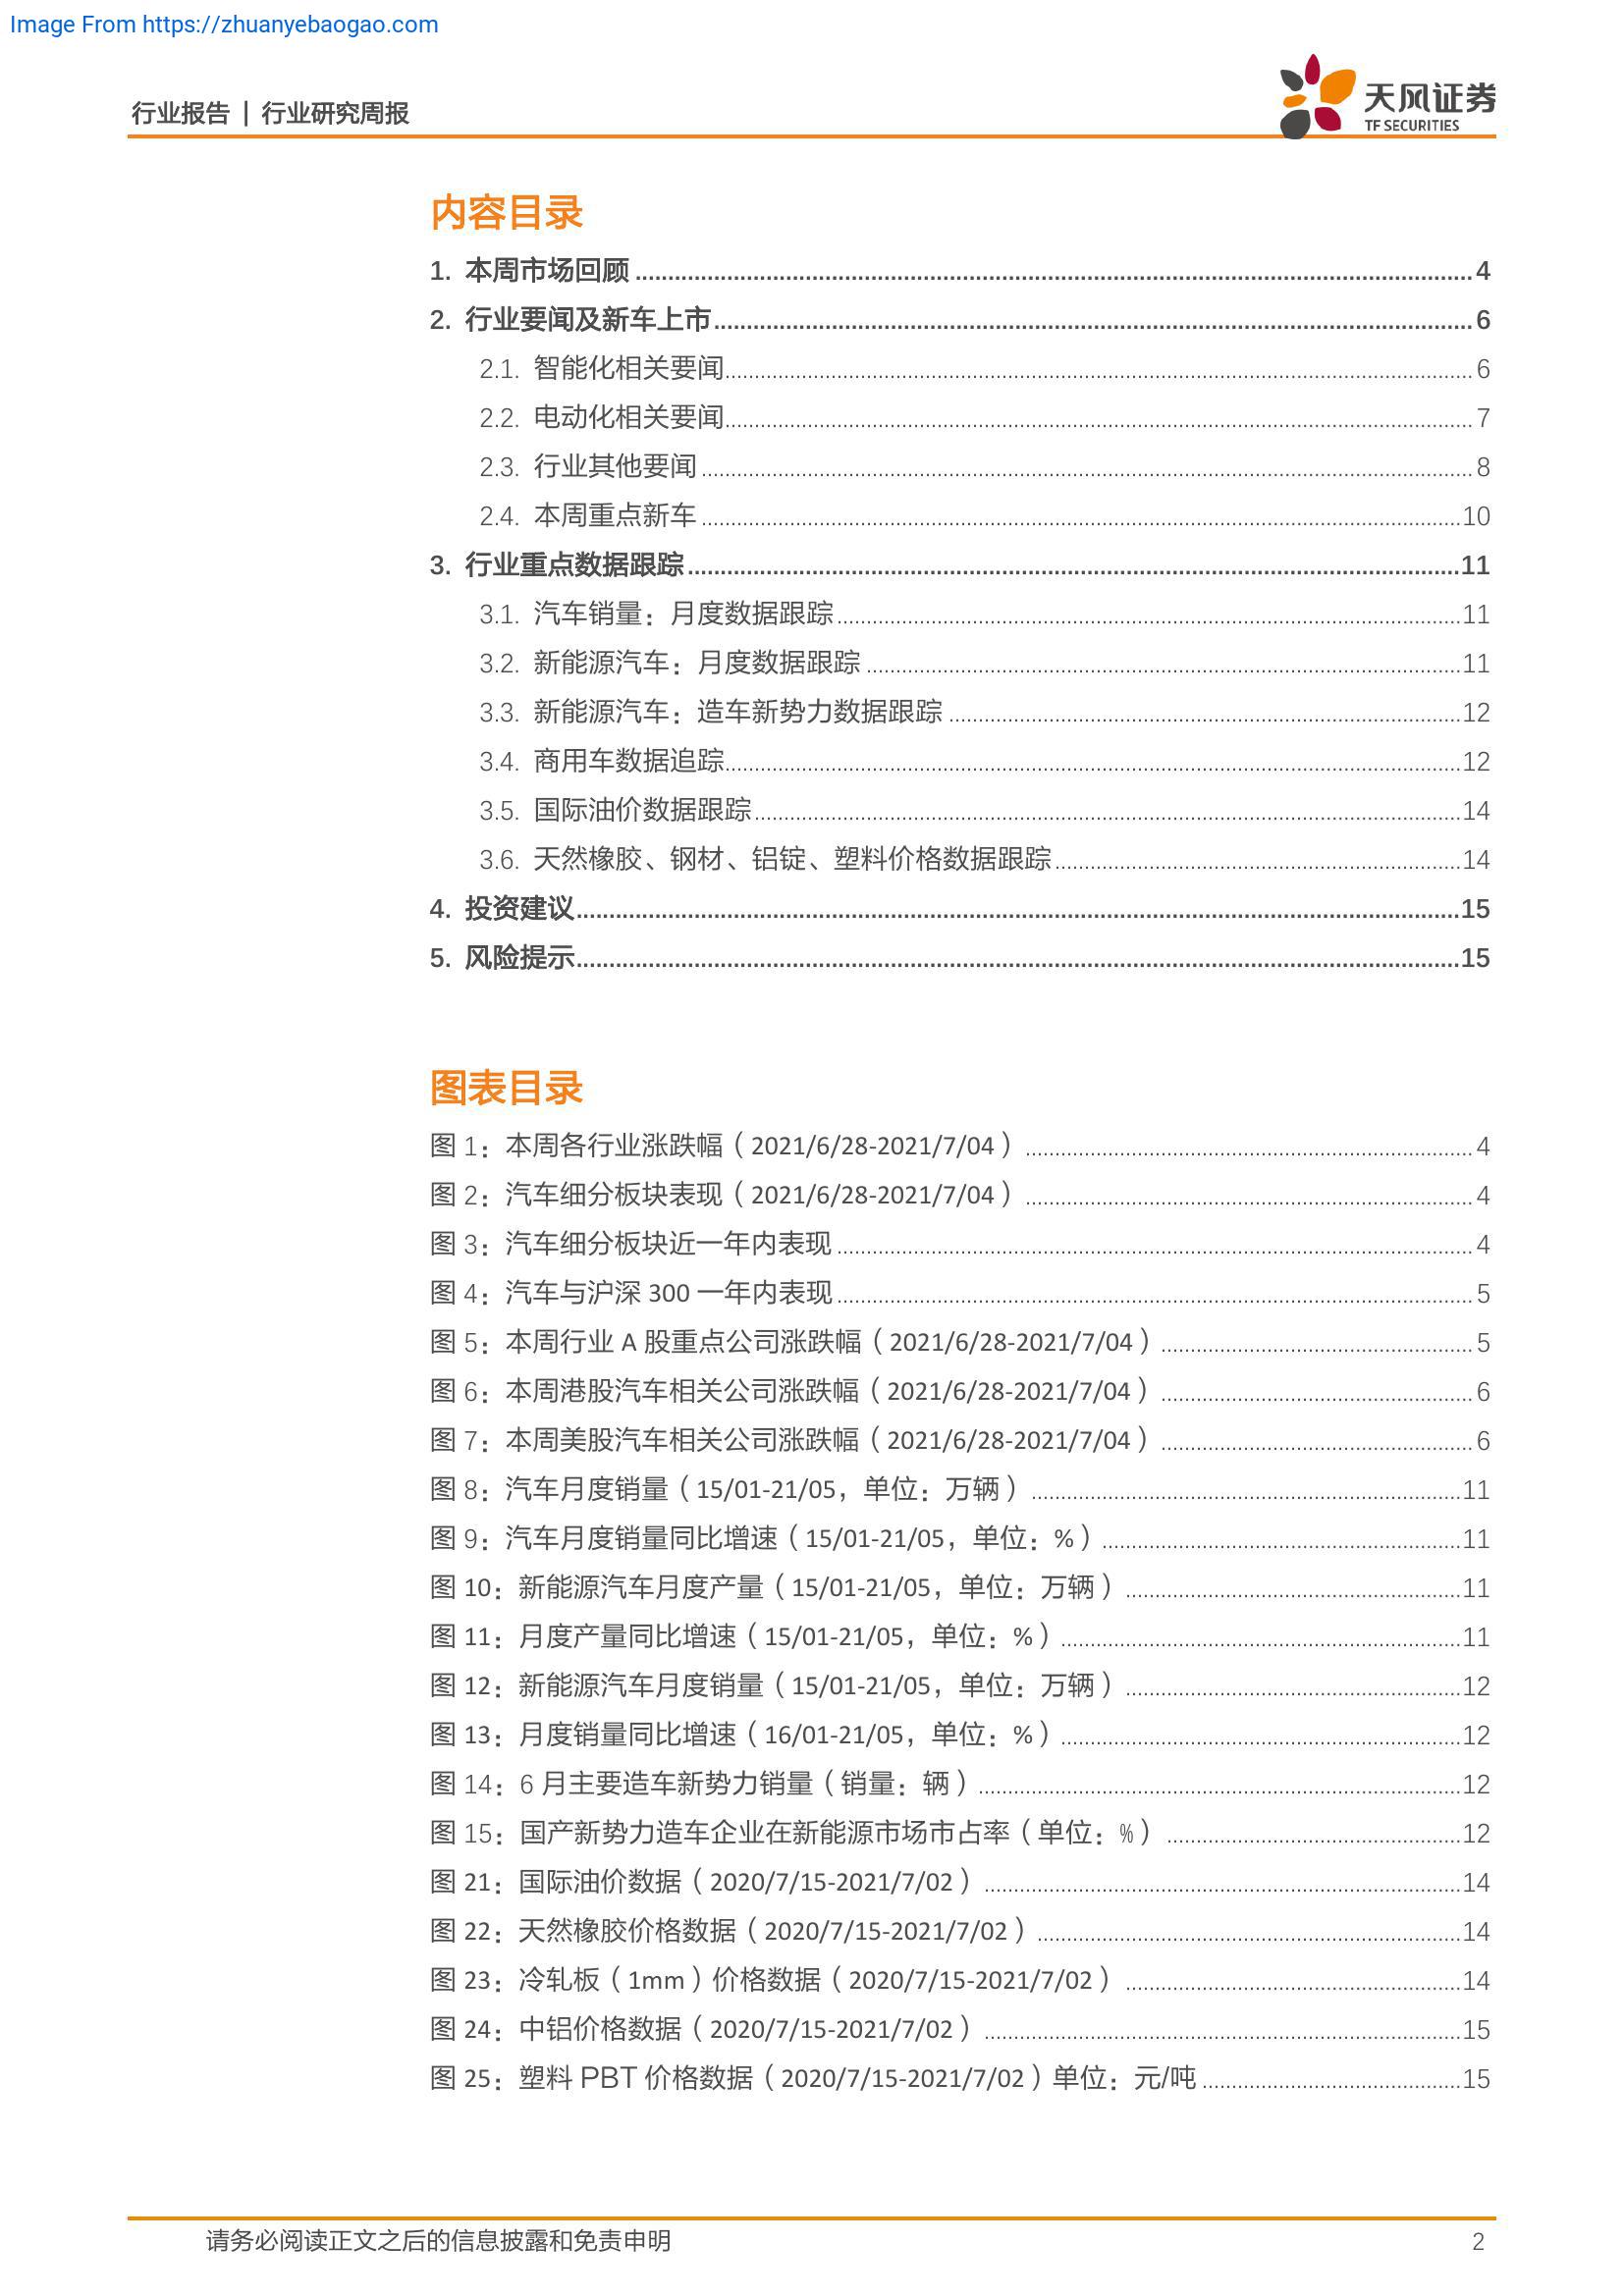 Image From https://zhuanyebaogao.com
行业报告 | 行业研究周报
天风证券
TF SECURITIES
内容目录
1. 本周市场回顾 4
2. 行业要闻及新车上市 6
2.1. 智能化相关要闻 6
2.2. 电动化相关要闻 7
2.3. 行业其他要闻 8
2.4. 本周重点新车 10
3. 行业重点数据跟踪 11
3.1. 汽车销量：月度数据跟踪 11
3.2. 新能源汽车：月度数据跟踪 11
3.3. 新能源汽车：造车新势力数据跟踪 12
3.4. 商用车数据追踪 12
3.5. 国际油价数据跟踪 14
3.6. 天然橡胶、钢材、铝锭、塑料价格数据跟踪 14
4. 投资建议 15
5. 风险提示 15
图表目录
图 1：本周各行业涨跌幅（2021/6/28-2021/7/04） 4
图 2：汽车细分板块表现（2021/6/28-2021/7/04） 4
图 3：汽车细分板块近一年内表现 4
图 4：汽车与沪深 300 一年内表现 5
图 5：本周行业 A 股重点公司涨跌幅（2021/6/28-2021/7/04） 5
图 6：本周港股汽车相关公司涨跌幅（2021/6/28-2021/7/04） 6
图 7：本周美股汽车相关公司涨跌幅（2021/6/28-2021/7/04） 6
图 8：汽车月度销量（15/01-21/05，单位：万辆） 11
图 9：汽车月度销量同比增速（15/01-21/05，单位：%） 11
图 10：新能源汽车月度产量（15/01-21/05，单位：万辆） 11
图 11：月度产量同比增速（15/01-21/05，单位：%） 11
图 12：新能源汽车月度销量（15/01-21/05，单位：万辆） 12
图 13：月度销量同比增速（16/01-21/05，单位：%） 12
图 14：6 月主要造车新势力销量（销量：辆） 12
图 15：国产新势力造车企业在新能源市场市占率（单位：%） 12
图 21：国际油价数据（2020/7/15-2021/7/02） 14
图 22：天然橡胶价格数据（2020/7/15-2021/7/02） 14
图 23：冷轧板（1mm）价格数据（2020/7/15-2021/7/02） 14
图 24：中铝价格数据（2020/7/15-2021/7/02） 15
图 25：塑料 PBT 价格数据（2020/7/15-2021/7/02）单位：元/吨 15
请务必阅读正文之后的信息披露和免责申明 2